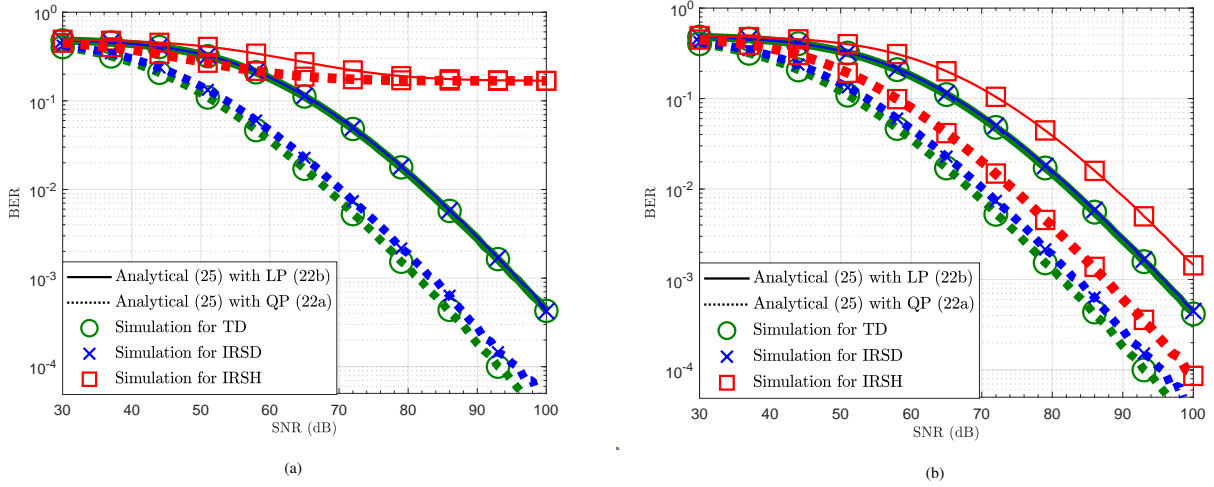 10^0
10^-1
10^-2
10^-3
10^-4
BER
Analytical (25) with LP (22b)
Analytical (25) with QP (22a)
Simulation for TD
Simulation for IRSD
Simulation for IRSH
30 40 50 60 70 80 90 100
SNR (dB)
(a)
10^0
10^-1
10^-2
10^-3
10^-4
BER
Analytical (25) with LP (22b)
Analytical (25) with QP (22a)
Simulation for TD
Simulation for IRSD
Simulation for IRSH
30 40 50 60 70 80 90 100
SNR (dB)
(b)